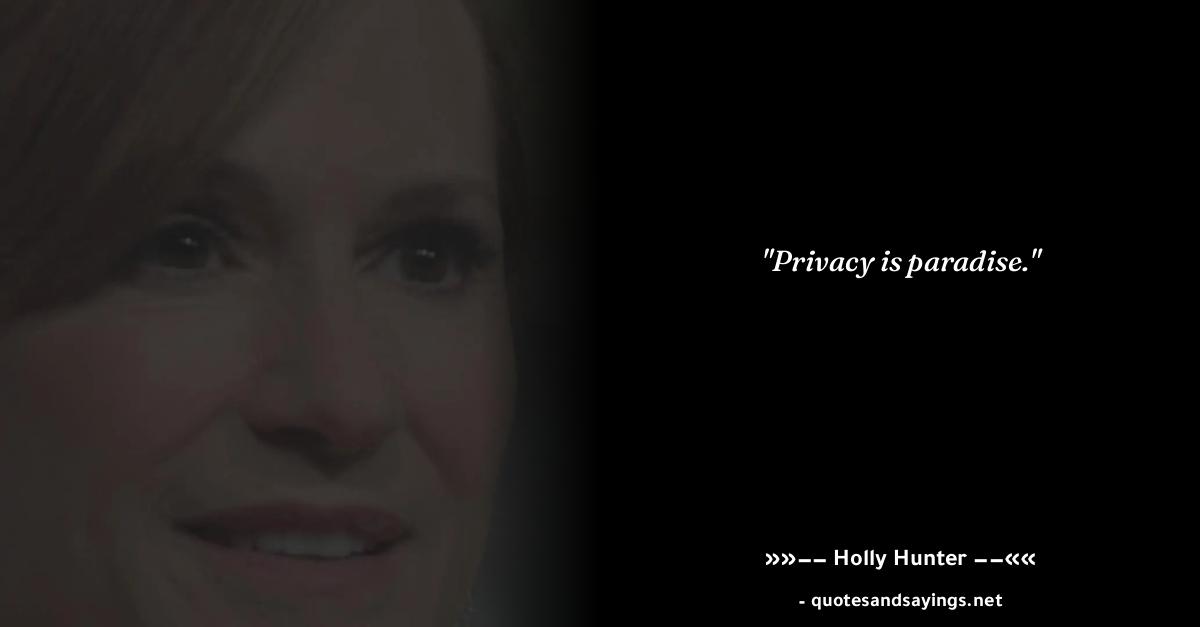 "Privacy is paradise."
»»−− Holly Hunter −−««
- quotesandsayings.net